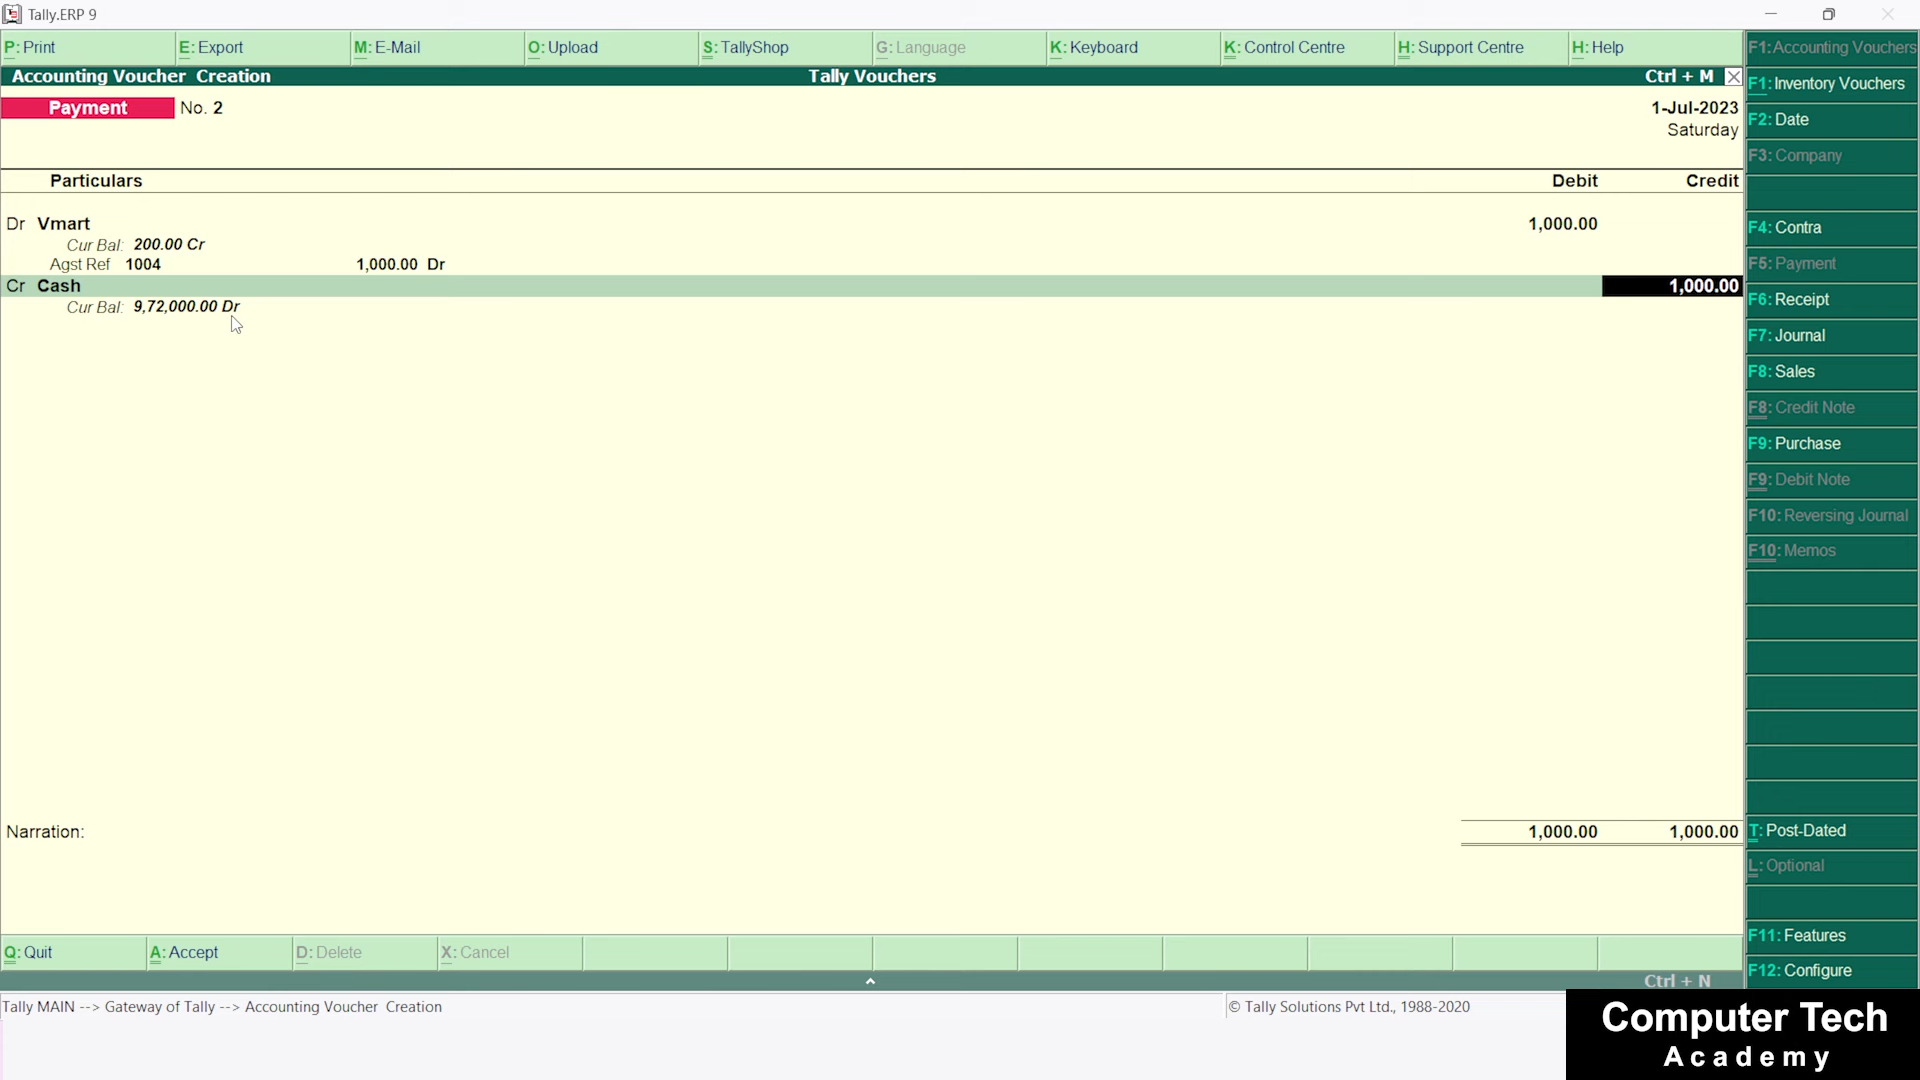 Tally.ERP 9
P: Print E: Export M: E-Mail O: Upload S: TallyShop G: Language K: Keyboard K: Control Centre H: Support Centre H: Help
Accounting Voucher Creation Tally Vouchers Ctrl + M
Payment No. 2 1-Jul-2023
Saturday
Particulars Debit Credit
Dr Vmart 1,000.00
Cur Bal: 200.00 Cr
Agst Ref 1004 1,000.00 Dr
Cr Cash 1,000.00
Cur Bal: 9,72,000.00 Dr
Narration: 1,000.00 1,000.00
Q: Quit A: Accept D: Delete X: Cancel
Ctrl + N
Tally MAIN --> Gateway of Tally --> Accounting Voucher Creation © Tally Solutions Pvt Ltd., 1988-2020
F1: Accounting Vouchers
F1: Inventory Vouchers
F2: Date
F3: Company
F4: Contra
F5: Payment
F6: Receipt
F7: Journal
F8: Sales
F8: Credit Note
F9: Purchase
F9: Debit Note
F10: Reversing Journal
F10: Memos
T: Post-Dated
L: Optional
F11: Features
F12: Configure
Computer Tech
Academy